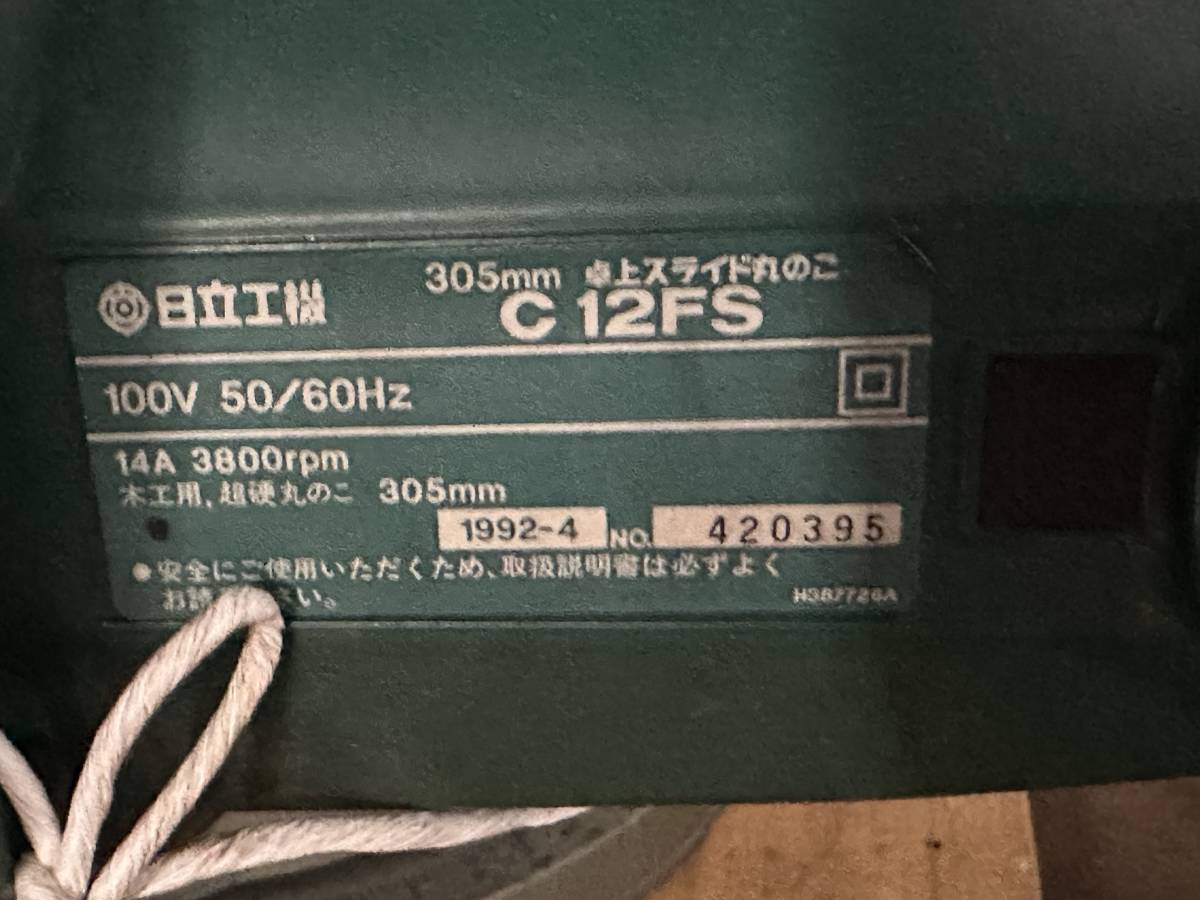 日立工機
305mm 卓上スライド丸のこ
C 12FS
100V 50/60Hz
14A 3800rpm
木工用、超硬丸のこ 305mm
1992-4 NO. 420395
●安全にご使用いただくため、取扱説明書は必ずよく
お読 い。